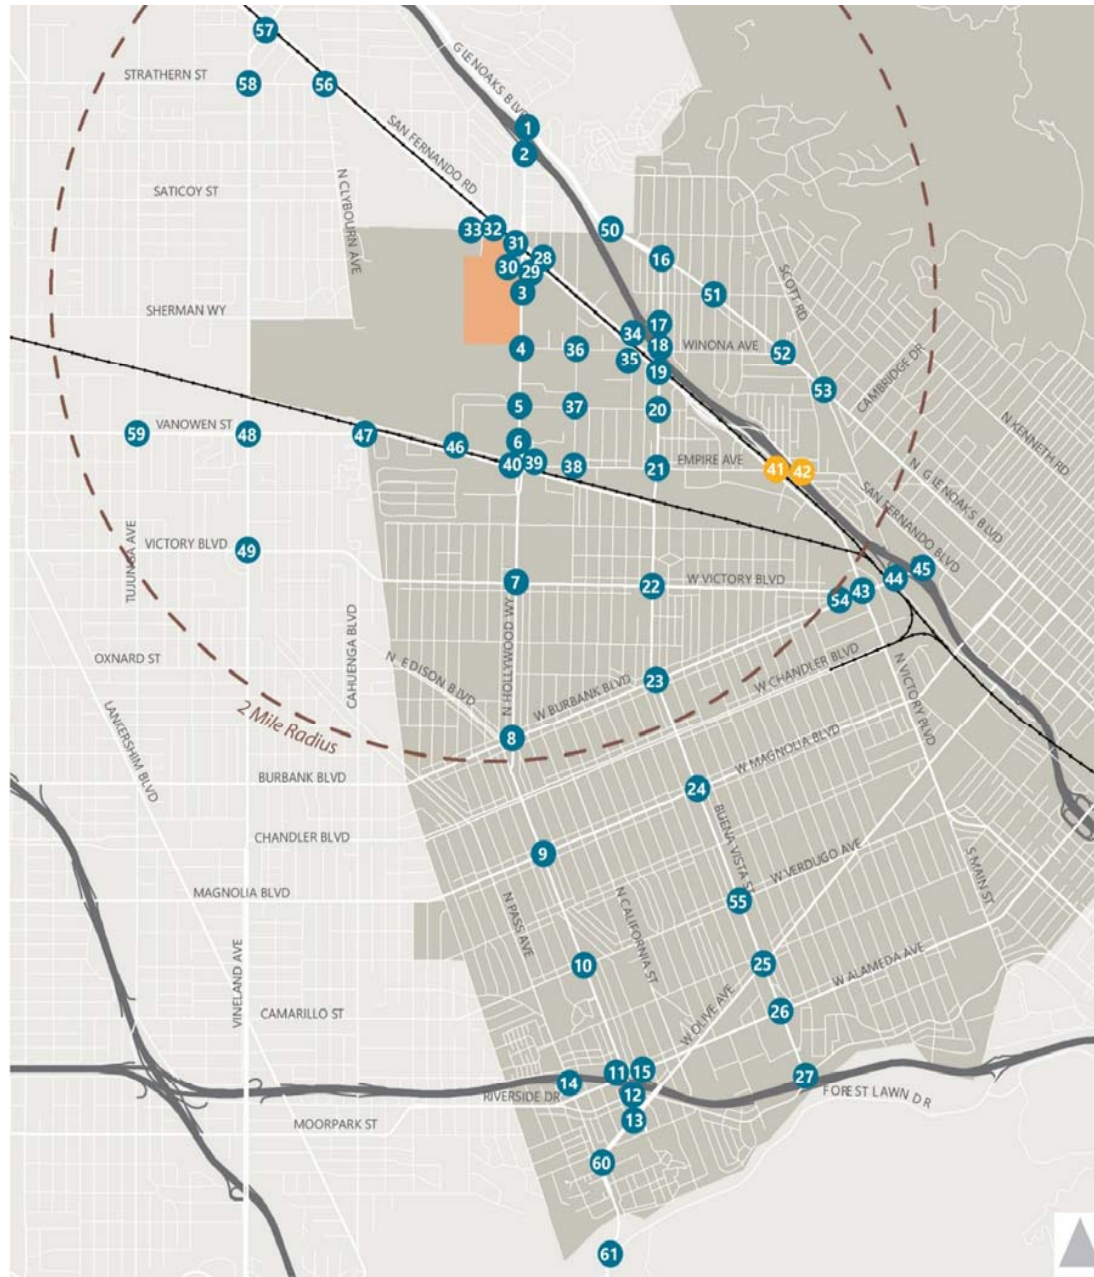 57
GLENOAKS BLVD
STRATHERN ST
58
56
1
SAN FERNANDO RD
2
SATICOY ST
N CLYBOURN AVE
33
32
50
31
28
16
30
29
SCOTT RD
3
51
SHERMAN WY
17
34
4
36
18
WINONA AVE
52
35
19
53
CAMBRIDGE DR
5
37
20
N KENNETH RD
VANOWEN ST
59
48
47
6
46
40
39
38
21
EMPIRE AVE
41
42
N GLENOAKS BLVD
SAN FERNANDO BLVD
TUJUNGA AVE
VICTORY BLVD
49
7
22
W VICTORY BLVD
45
44
43
54
CAHUENGA BLVD
N HOLLYWOOD WY
OXNARD ST
N EDISON BLVD
W CHANDLER BLVD
N VICTORY PLVD
23
W BURBANK BLVD
LANKERSHIM BLVD
2 Mile Radius
8
W MAGNOLIA BLVD
BURBANK BLVD
24
BUENA VISTA ST
CHANDLER BLVD
9
W VERDUGO AVE
S MAIN ST
MAGNOLIA BLVD
N PASS AVE
N CALIFORNIA ST
55
VINELAND AVE
10
25
W ALAMEDA AVE
CAMARILLO ST
W OLIVE AVE
26
11
15
14
27
RIVERSIDE DR
12
FOREST LAWN DR
MOORPARK ST
13
60
61